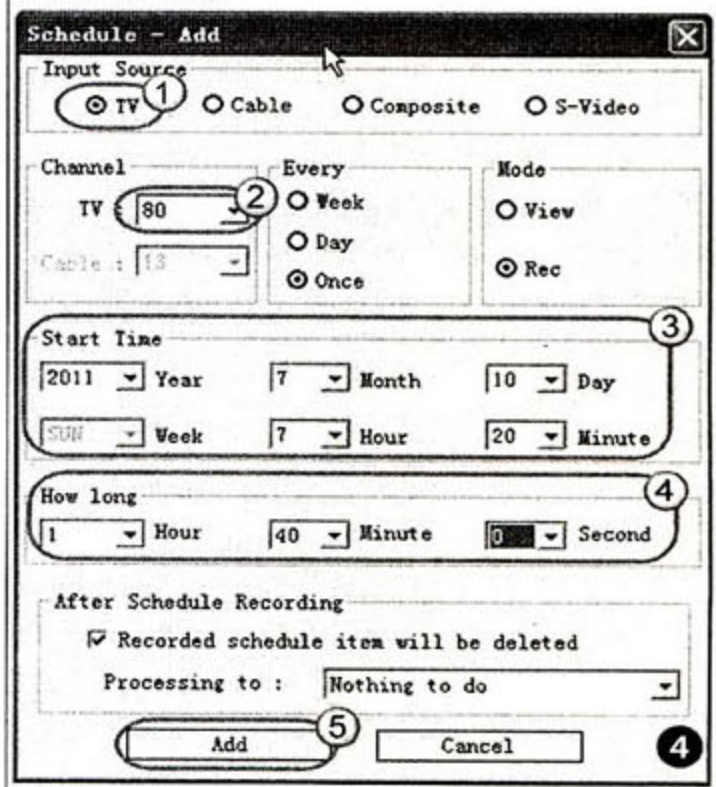 Schedule - Add
Input Source
TV 1 Cable Composite S-Video
Channel Every Mode
TV : 80 2 Week View
Day
Cable : 13 Once Rec
3
Start Time
2011 Year 7 Month 10 Day
SUN Week 7 Hour 20 Minute
How long 4
1 Hour 40 Minute 0 Second
After Schedule Recording
Recorded schedule item will be deleted
Processing to : Nothing to do
Add 5 Cancel 4